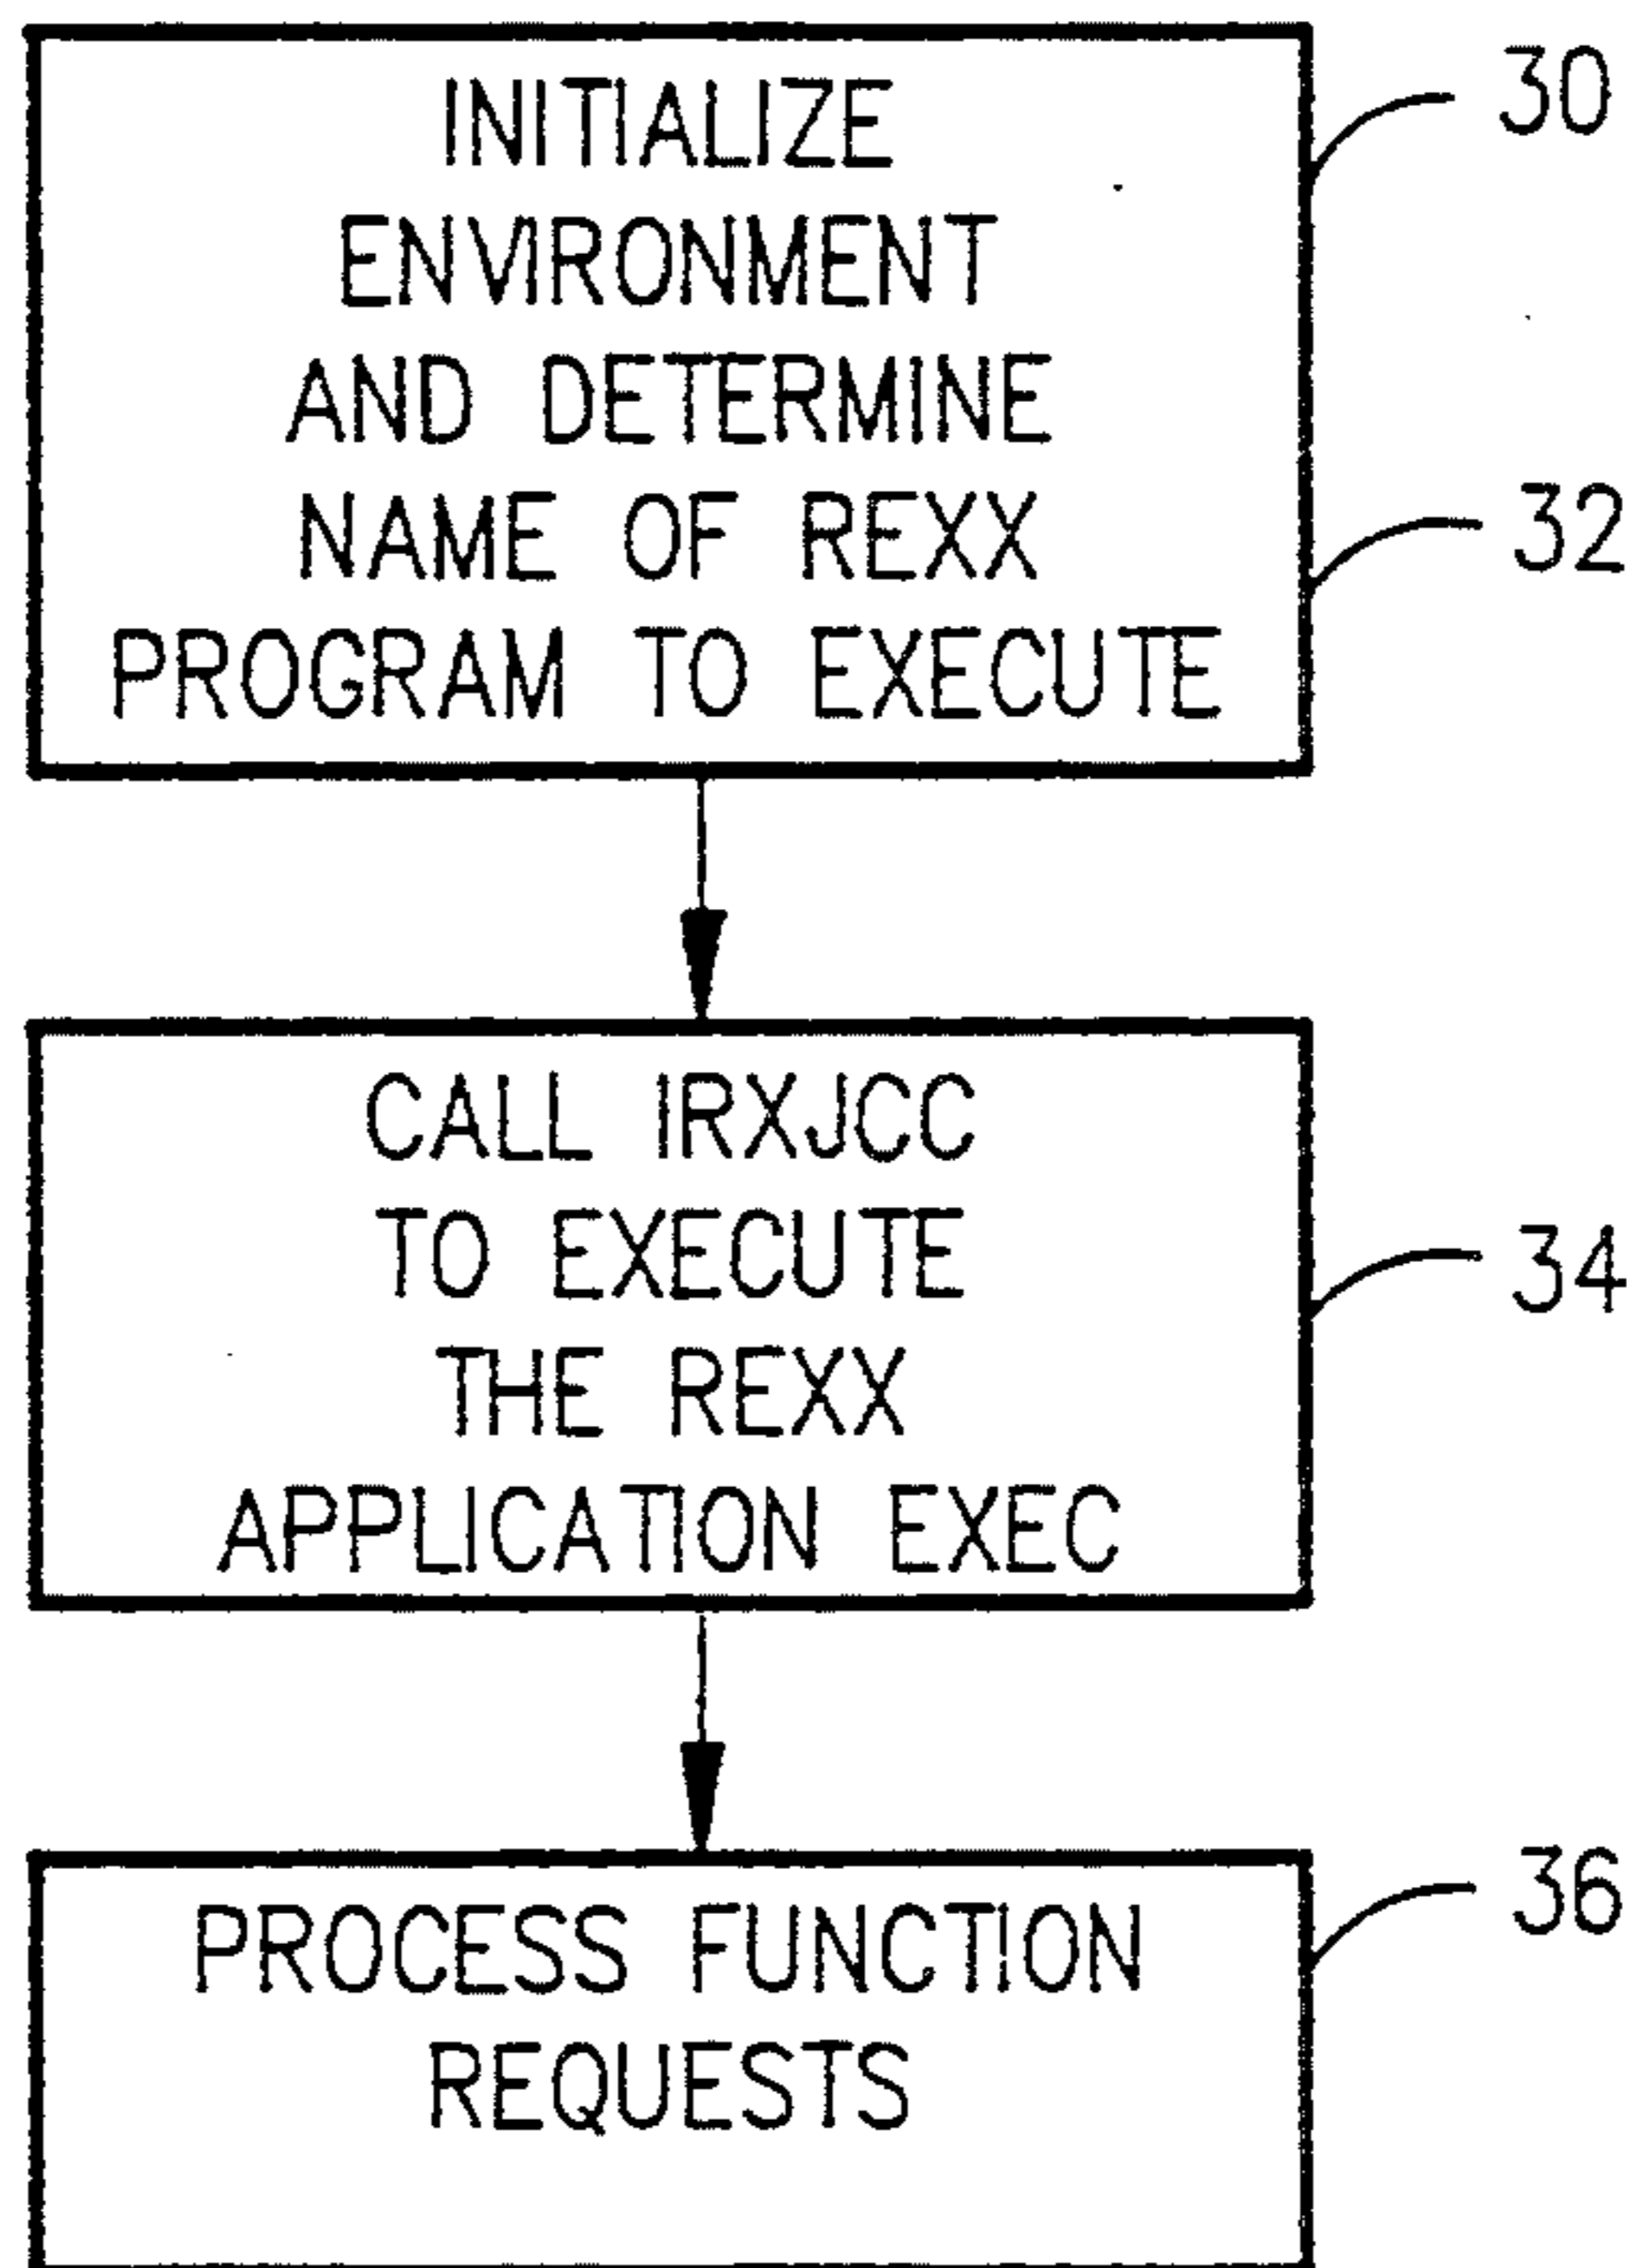 INITIALIZE
ENVIRONMENT
AND DETERMINE
NAME OF REXX
PROGRAM TO EXECUTE
30
32
CALL IRXJCC
TO EXECUTE
THE REXX
APPLICATION EXEC
34
PROCESS FUNCTION
REQUESTS
36